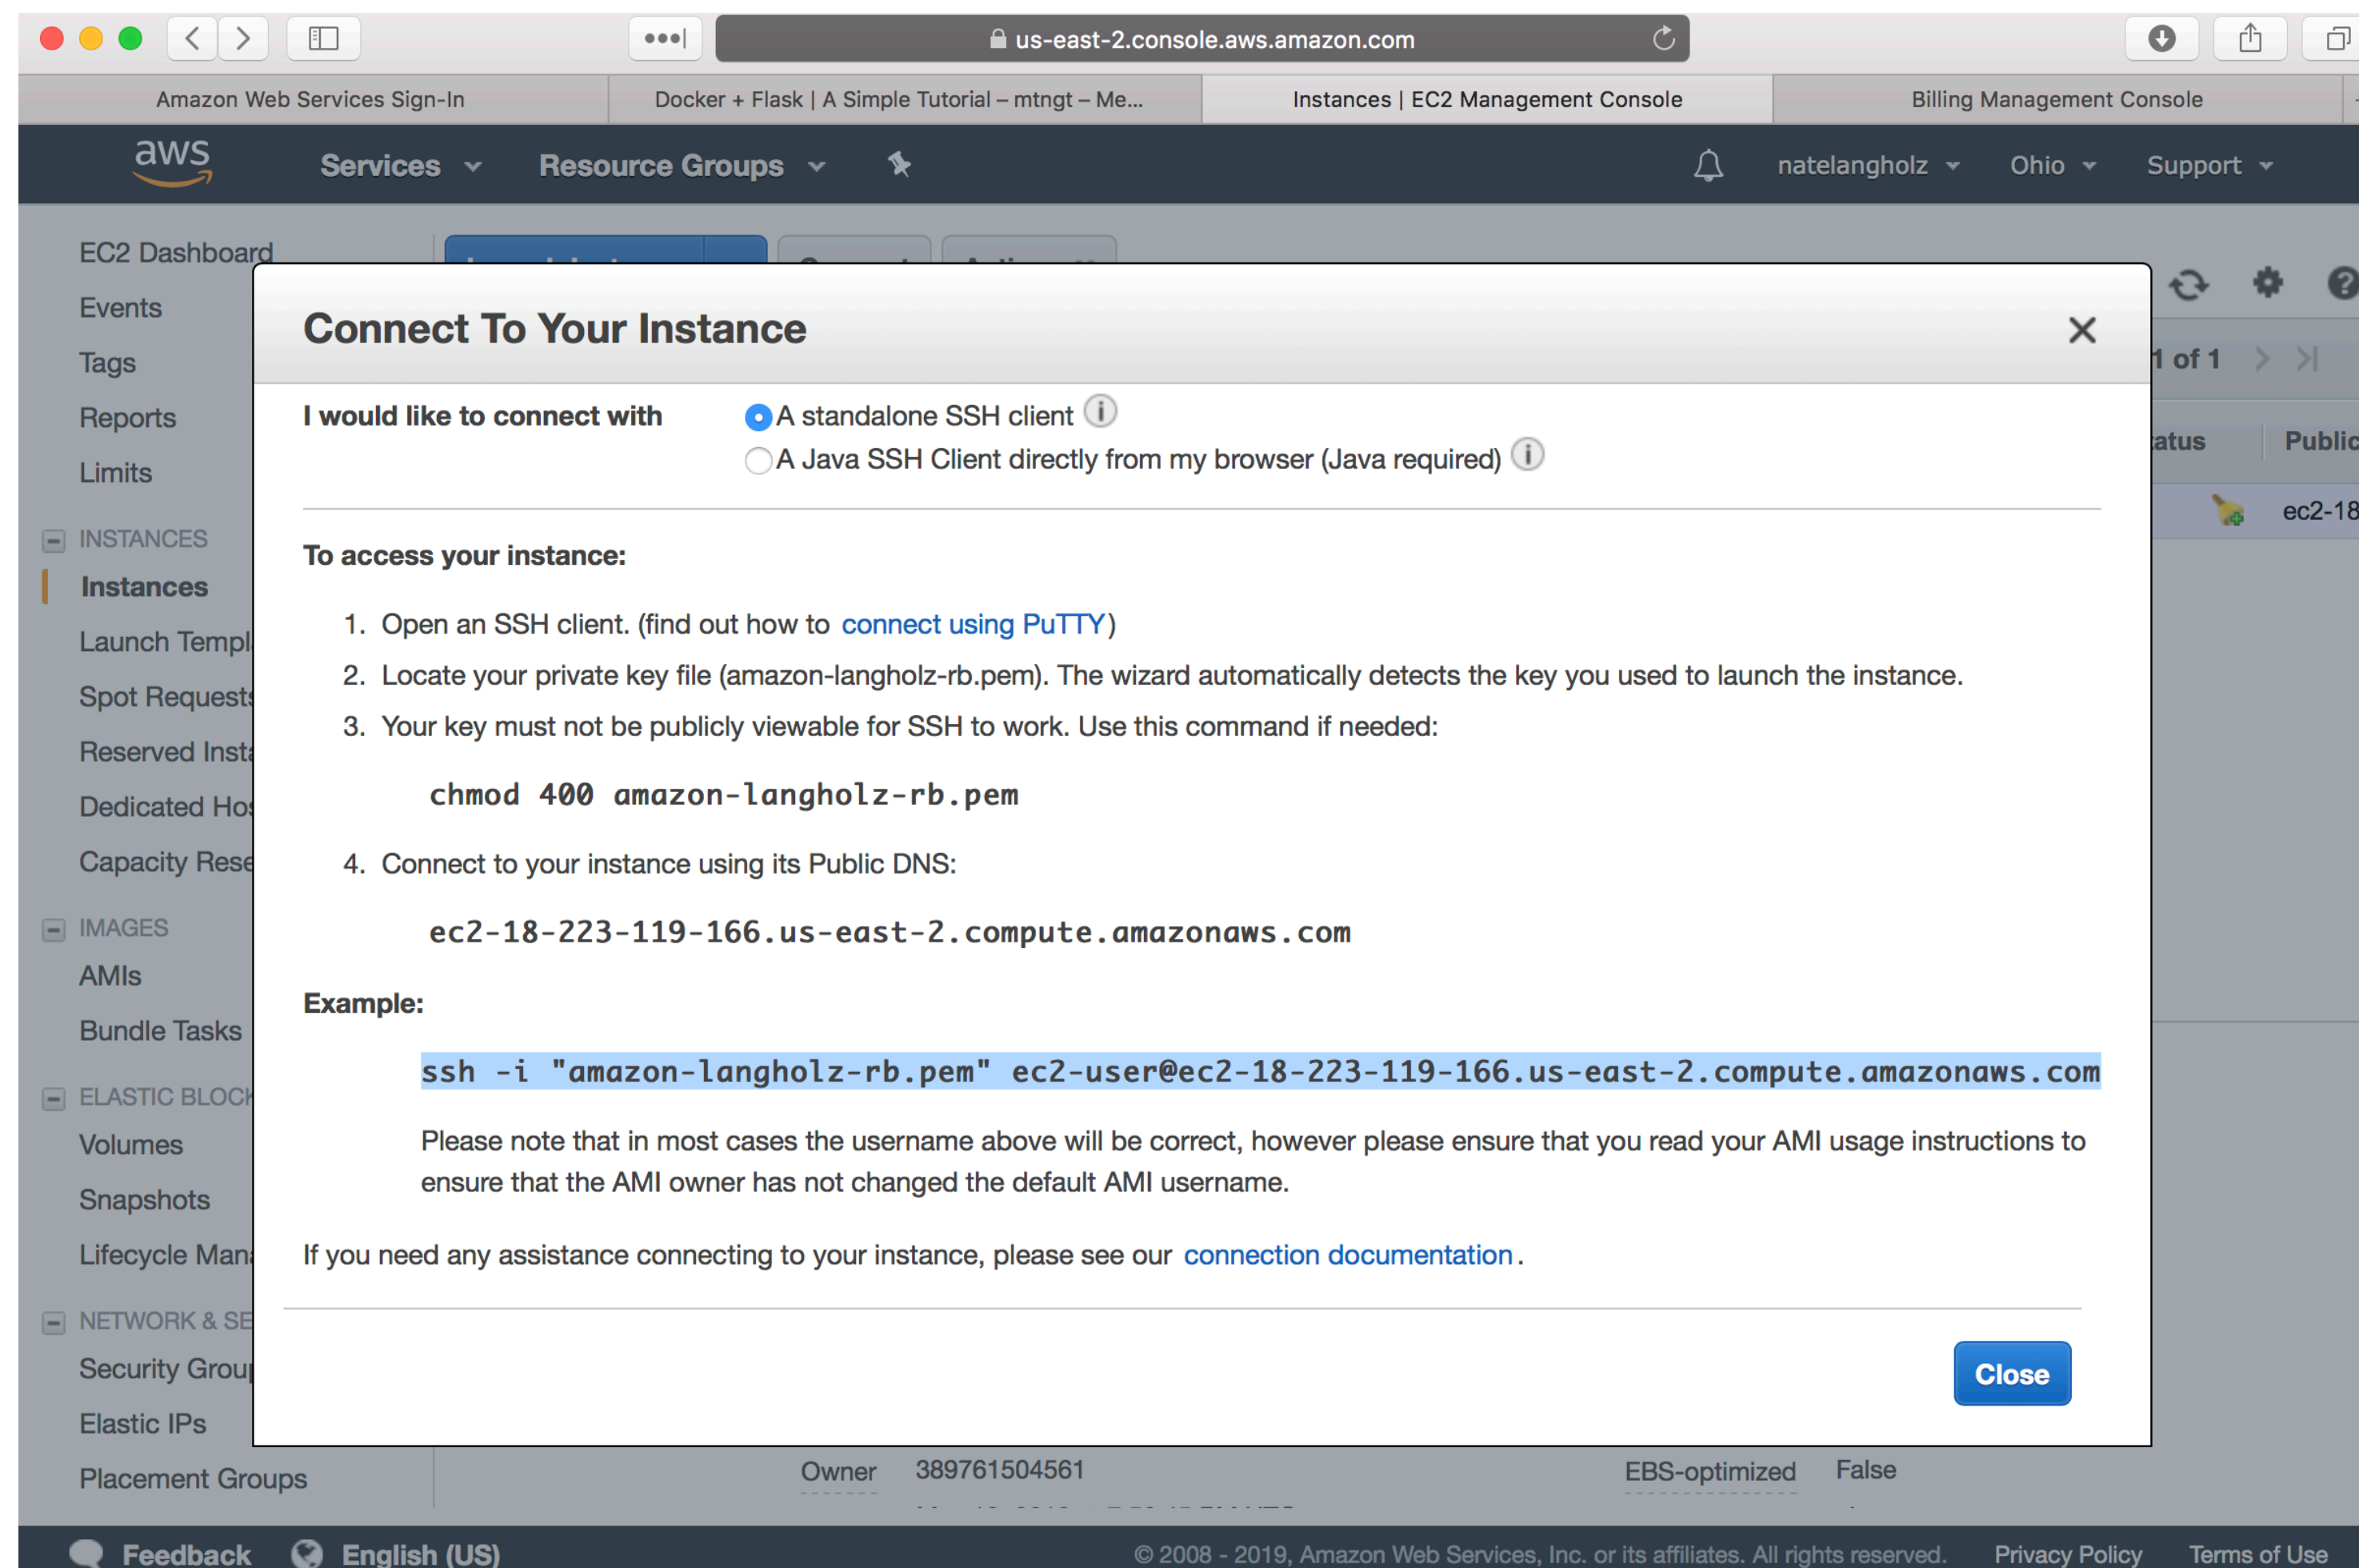 us-east-2.console.aws.amazon.com
Amazon Web Services Sign-In
Docker + Flask | A Simple Tutorial – mtngt – Me...
Instances | EC2 Management Console
Billing Management Console
aws
Services
Resource Groups
natelangholz
Ohio
Support
EC2 Dashboard
Events
Tags
Reports
Limits
INSTANCES
Instances
Launch Templ
Spot Requests
Reserved Insta
Dedicated Hos
Capacity Rese
IMAGES
AMIs
Bundle Tasks
ELASTIC BLOCK
Volumes
Snapshots
Lifecycle Mana
NETWORK & SE
Security Group
Elastic IPs
Placement Groups
Connect To Your Instance
I would like to connect with
A standalone SSH client
A Java SSH Client directly from my browser (Java required)
To access your instance:
1. Open an SSH client. (find out how to connect using PuTTY)
2. Locate your private key file (amazon-langholz-rb.pem). The wizard automatically detects the key you used to launch the instance.
3. Your key must not be publicly viewable for SSH to work. Use this command if needed:
chmod 400 amazon-langholz-rb.pem
4. Connect to your instance using its Public DNS:
ec2-18-223-119-166.us-east-2.compute.amazonaws.com
Example:
ssh -i "amazon-langholz-rb.pem" ec2-user@ec2-18-223-119-166.us-east-2.compute.amazonaws.com
Please note that in most cases the username above will be correct, however please ensure that you read your AMI usage instructions to
ensure that the AMI owner has not changed the default AMI username.
If you need any assistance connecting to your instance, please see our connection documentation.
Close
1 of 1
atus
Public
ec2-18
Owner 389761504561
EBS-optimized False
Feedback
English (US)
© 2008 - 2019, Amazon Web Services, Inc. or its affiliates. All rights reserved.
Privacy Policy
Terms of Use